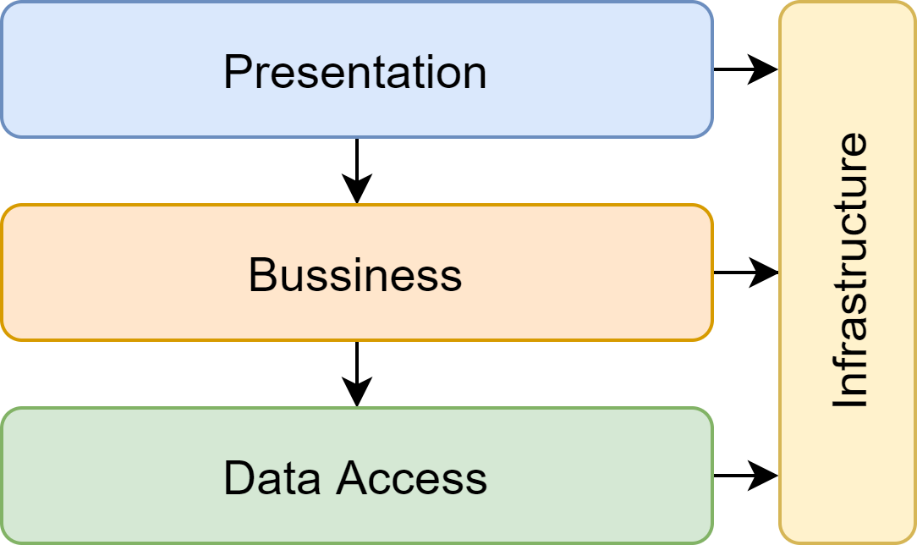 Presentation
Bussiness
Data Access
Infrastructure